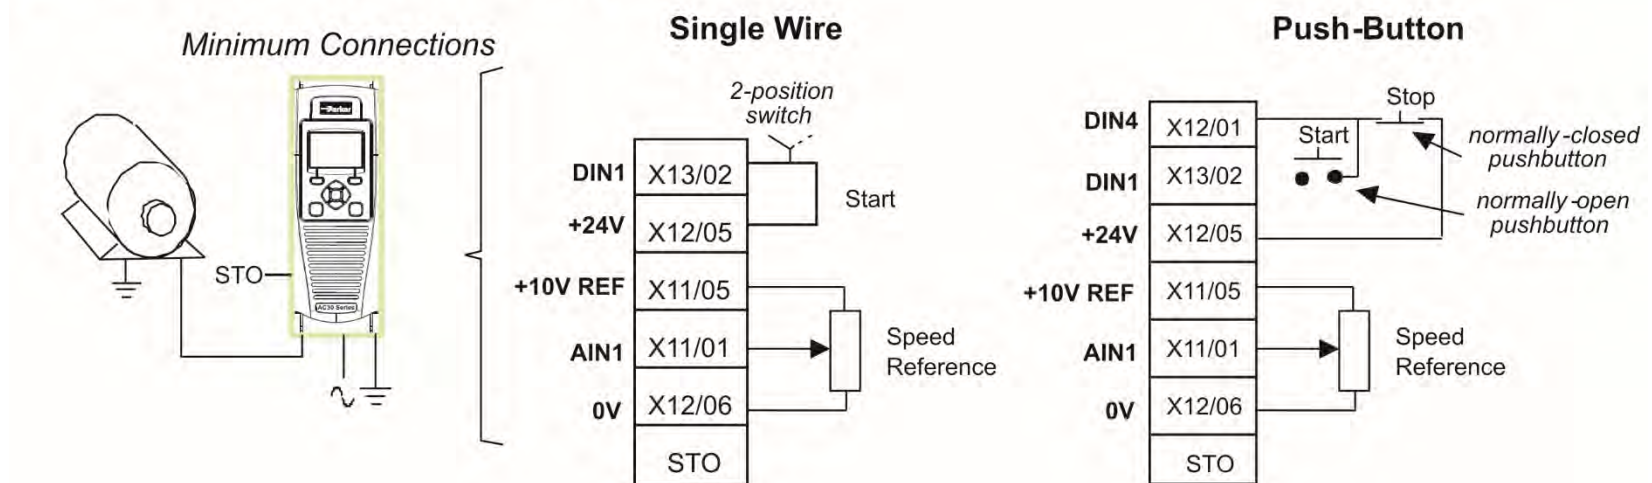 Minimum Connections
Parker
STO
AC30 Series
Single Wire
2-position
switch
DIN1 X13/02
Start
+24V X12/05
+10V REF X11/05
AIN1 X11/01
Speed
Reference
0V X12/06
STO
Push-Button
DIN4 X12/01
Stop
Start
normally-closed
pushbutton
DIN1 X13/02
normally-open
pushbutton
+24V X12/05
+10V REF X11/05
AIN1 X11/01
Speed
Reference
0V X12/06
STO